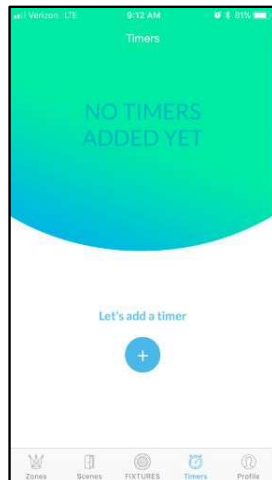 Verizon LTE 9:12 AM 81%
Timers
NO TIMERS
ADDED YET
Let's add a timer
+
Zones Scenes FIXTURES Timers Profile